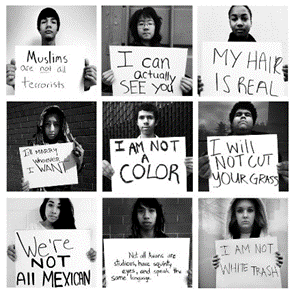 Muslims
are not all
terrorists
I can
actually
SEE you
MY HAIR
IS REAL
I'll MARRY
Whoever
I WANT
I AM NOT
A
COLOR
I Will
NOT CUT
YOUR GRASS
We're
NOT
All MEXICAN
Not all Asians are
studious, have squinty
eyes, and speak the
same language.
I AM NOT
WHITE TRASH